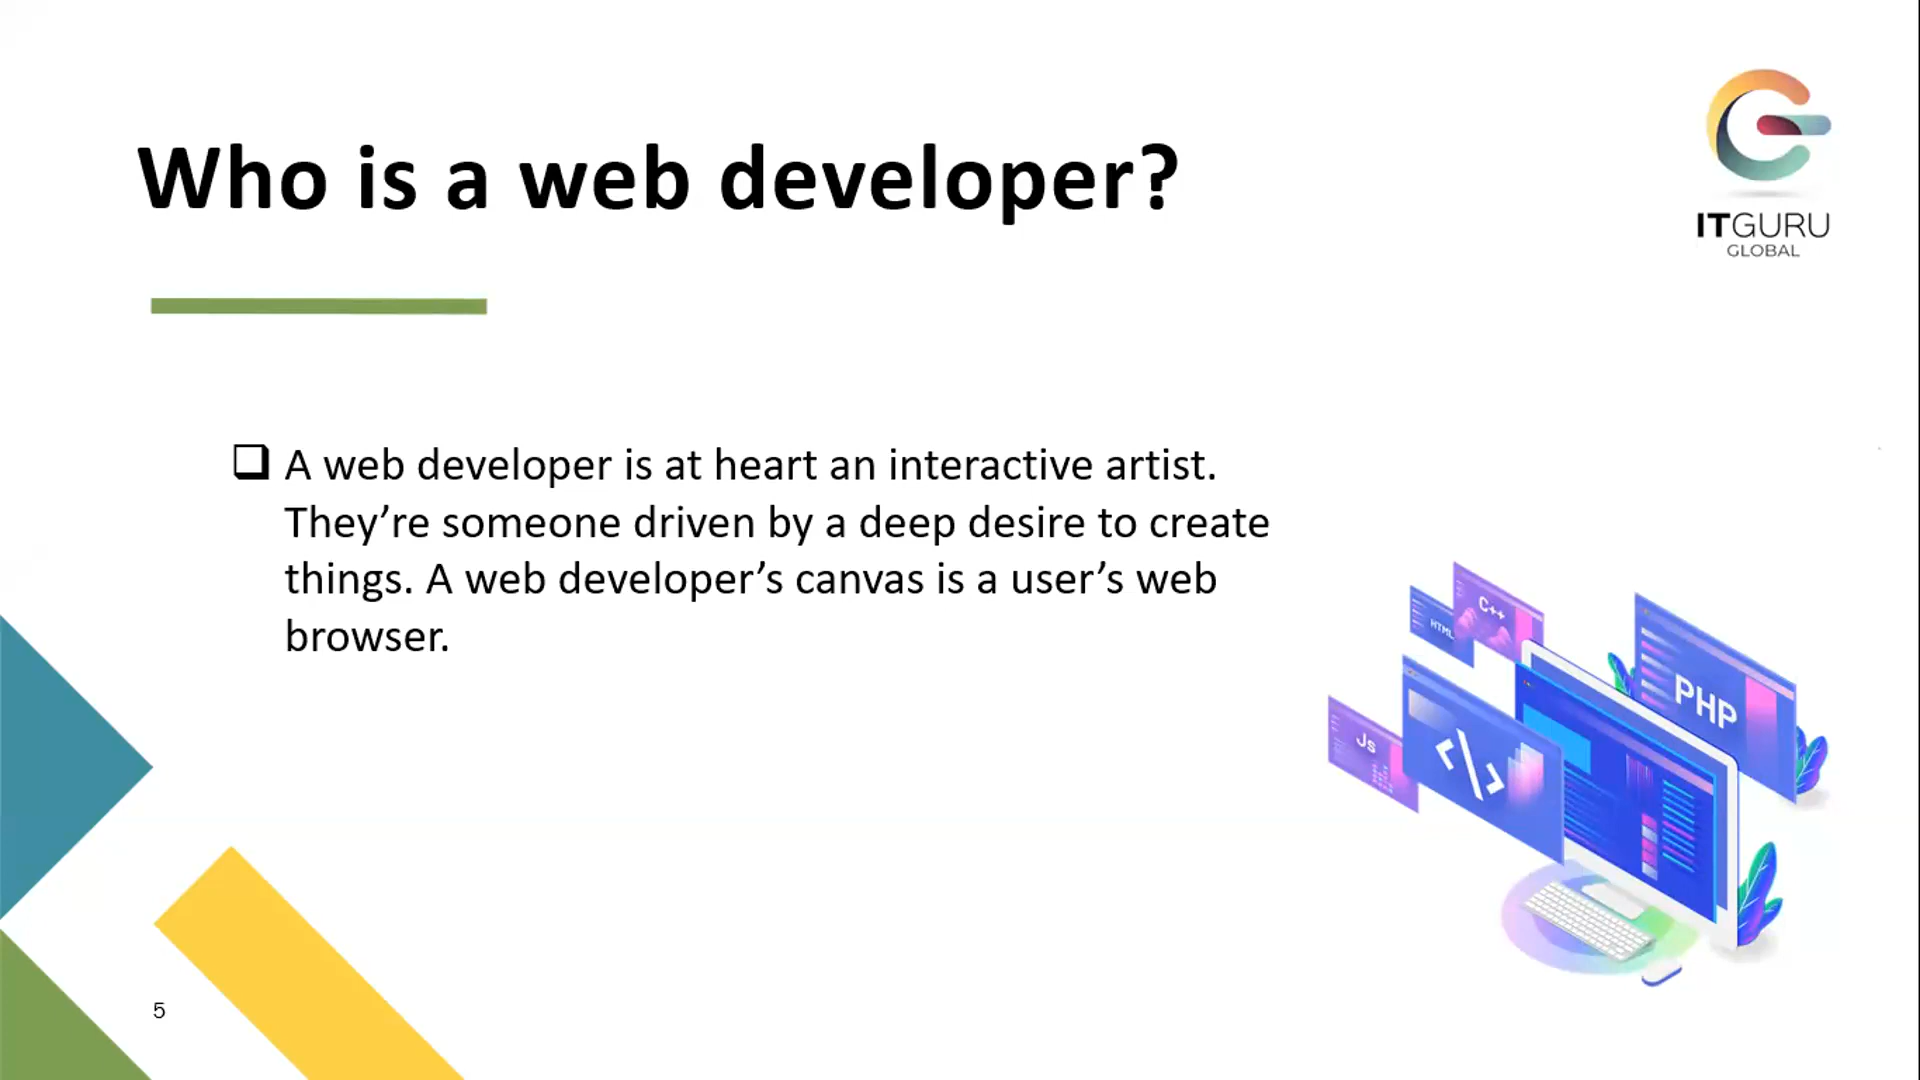 Who is a web developer?
ITGURU
GLOBAL
❑ A web developer is at heart an interactive artist.
They’re someone driven by a deep desire to create
things. A web developer’s canvas is a user’s web
browser.
C++
HTML
PHP
Js
<\>
5